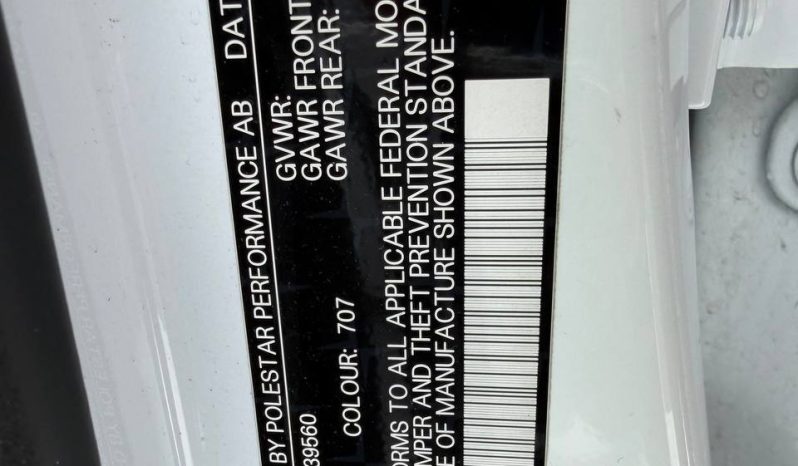 BY POLESTAR PERFORMANCE AB DAT
39560
GVWR:
GAWR FRONT
GAWR REAR:
COLOUR: 707
ORMS TO ALL APPLICABLE FEDERAL MO
MPER AND THEFT PREVENTION STANDA
E OF MANUFACTURE SHOWN ABOVE.